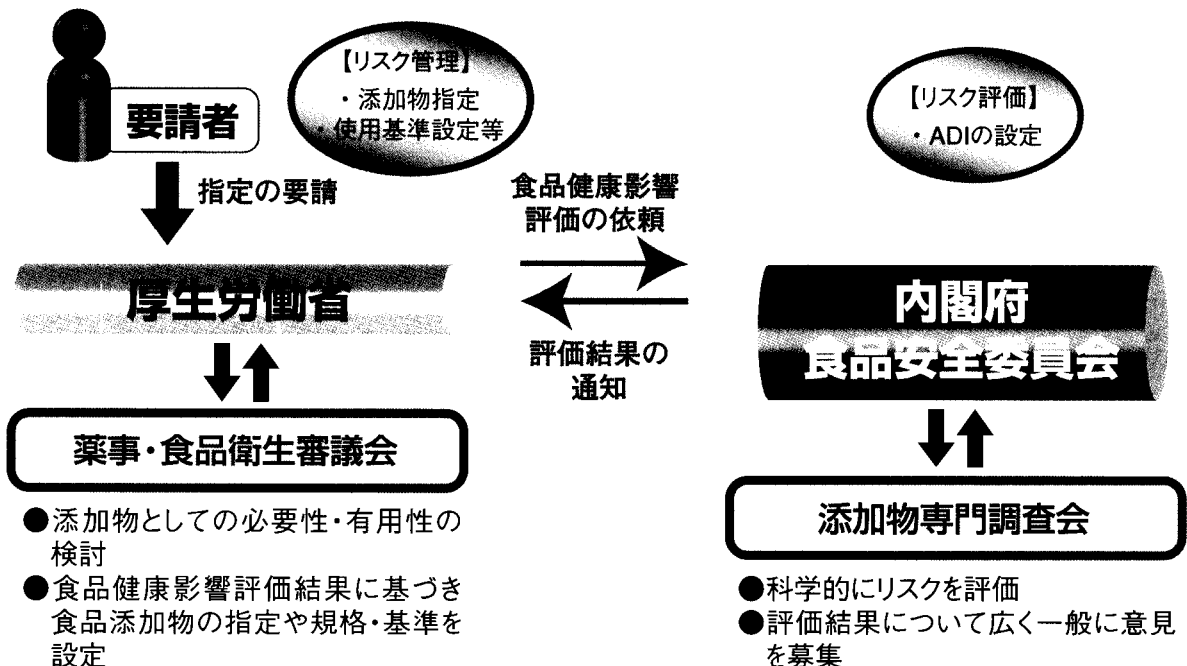 【リスク管理】
・添加物指定
・使用基準設定等
要請者
指定の要請
【リスク評価】
・ADIの設定
食品健康影響
評価の依頼
厚生労働省
評価結果の
通知
内閣府
食品安全委員会
薬事・食品衛生審議会
●添加物としての必要性・有用性の
検討
●食品健康影響評価結果に基づき
食品添加物の指定や規格・基準を
設定
添加物専門調査会
●科学的にリスクを評価
●評価結果について広く一般に意見
を募集